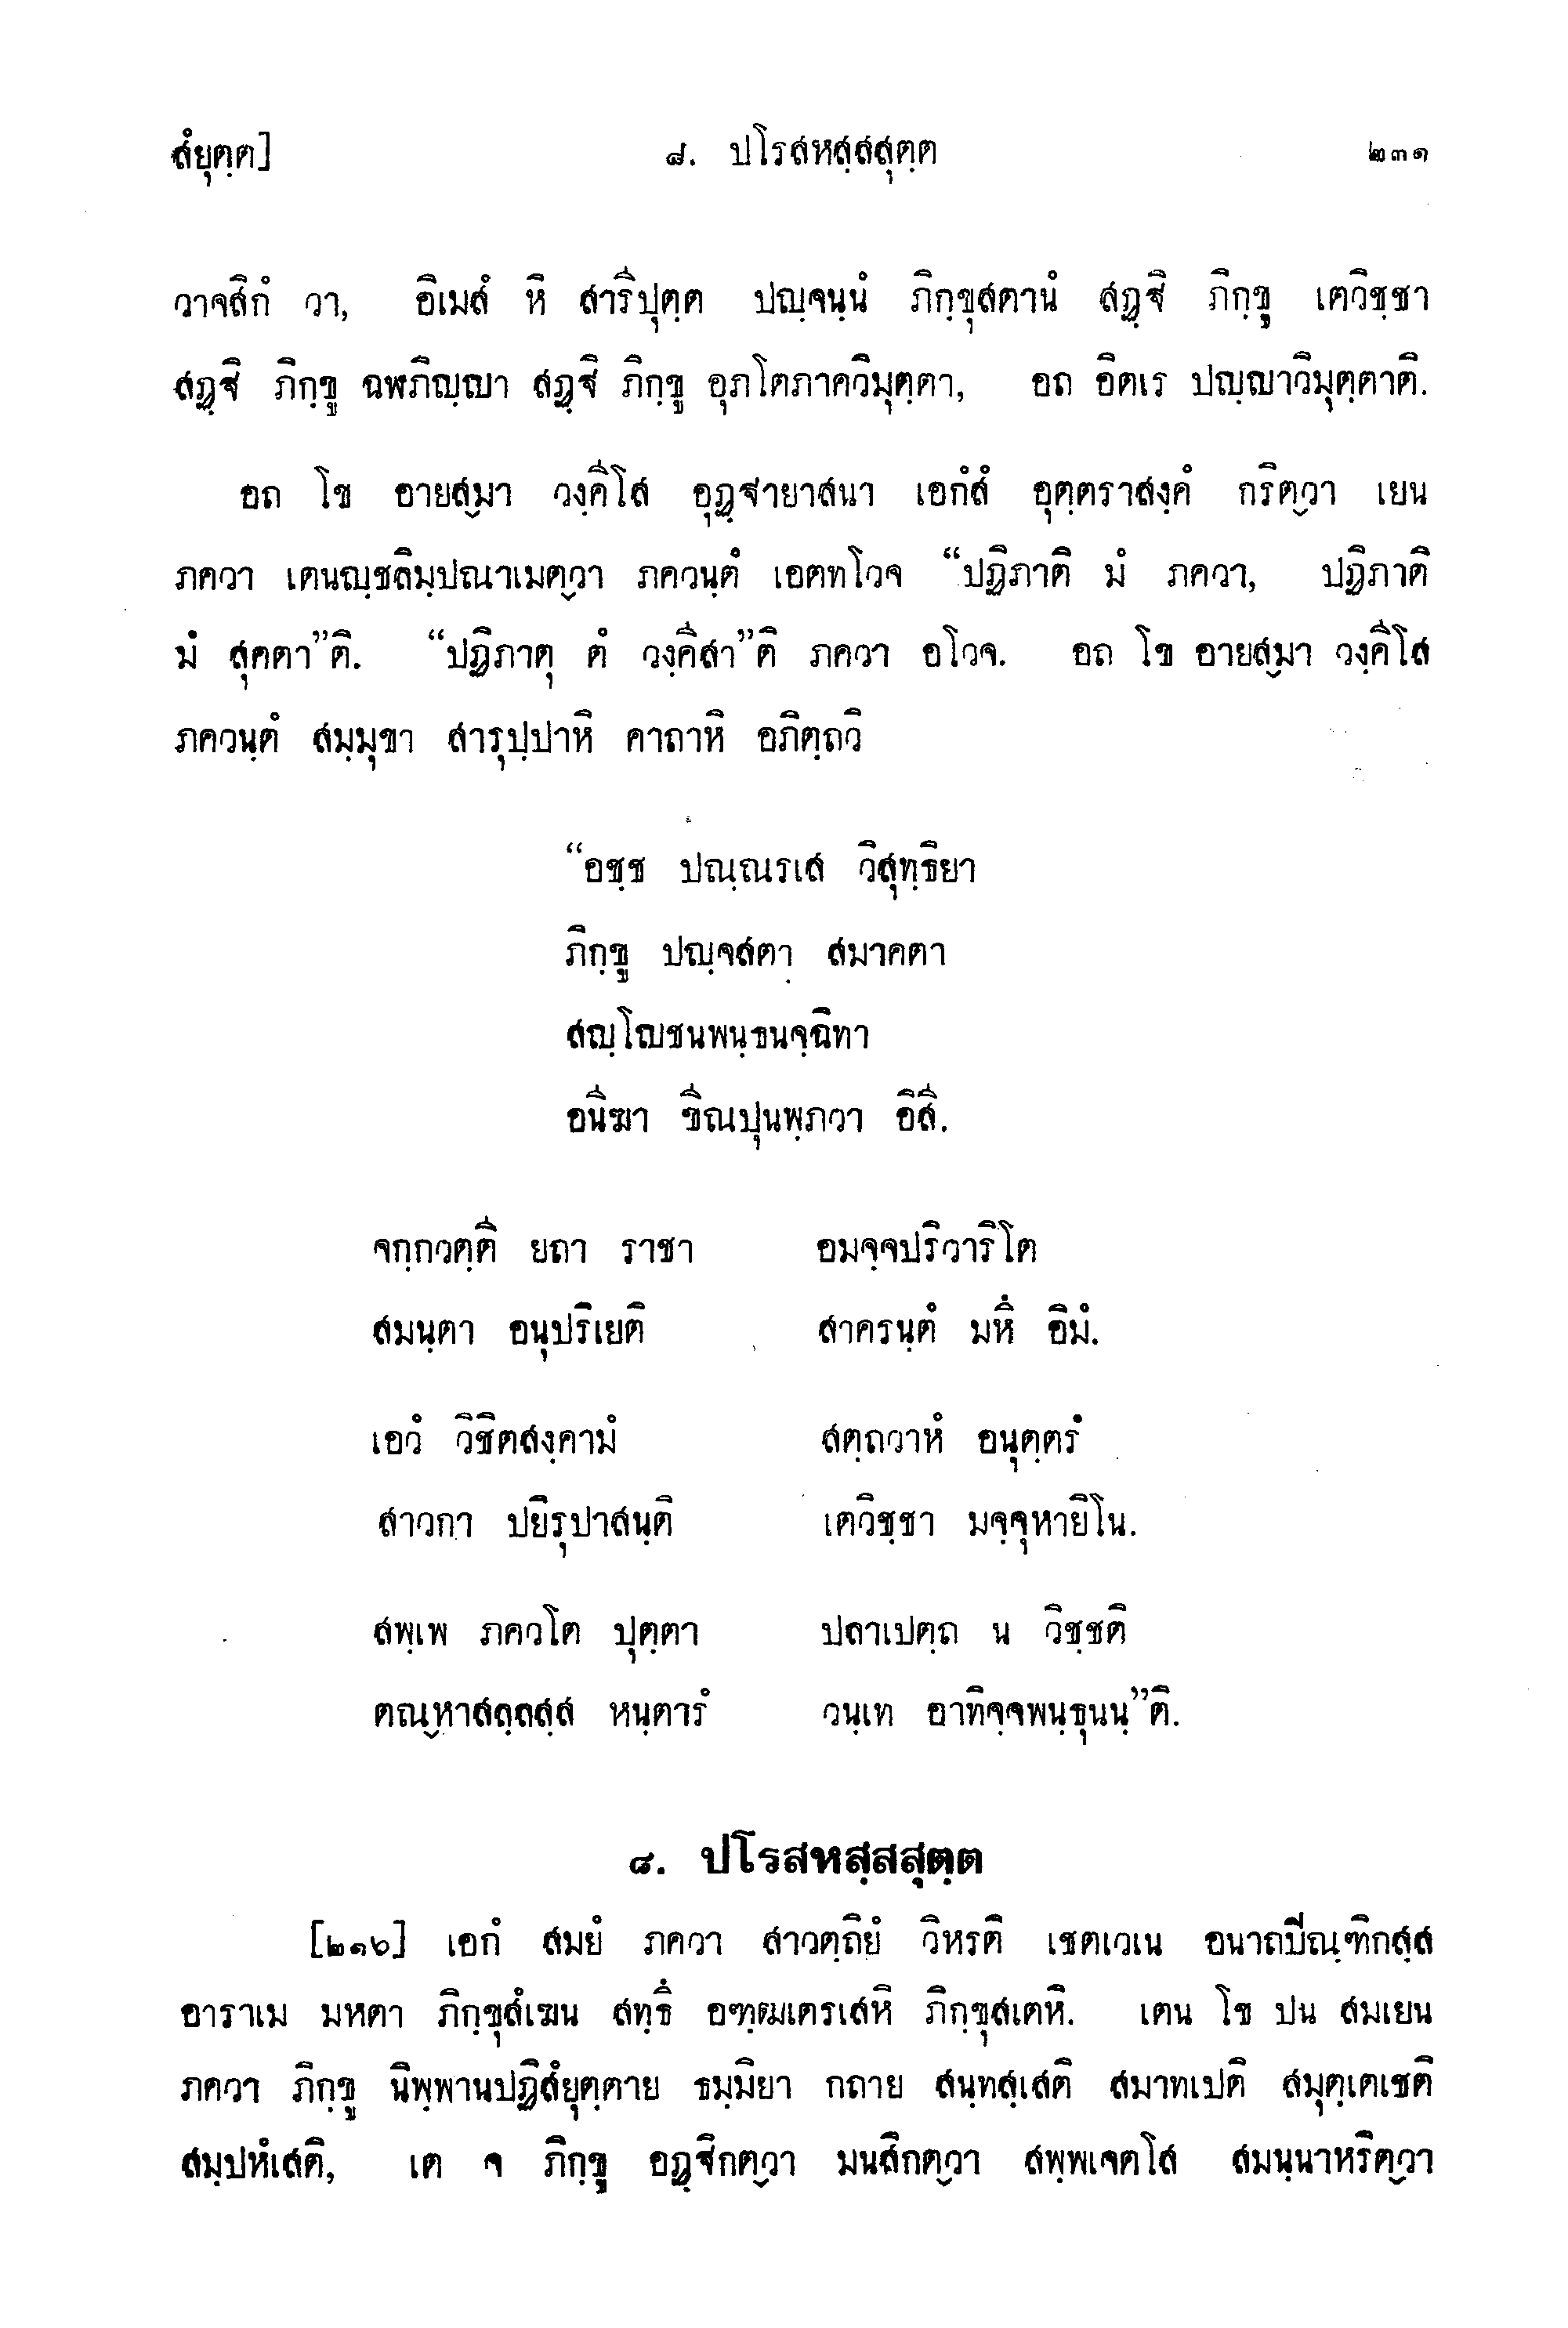 สํยุตฺต]	๘. ปโรสหสฺสสุตฺต	๒๓๑
วาจสิกํ วา, อิเมสํ หิ สารีปุตฺต ปญฺจนฺนํ ภิกฺขุสตานํ สฏฺฐี ภิกฺขู เตวิชฺชา
สฏฺฐี ภิกฺขู ฉฬภิญฺญา สฏฺฐี ภิกฺขู อุภโตภาควิมุตฺตา, อถ อิตเร ปญฺญาวิมุตฺตาติ.
อถ โข อายสฺมา วงฺคีโส อุฏฺฐายาสนา เอกํสํ อุตฺตราสงฺคํ กริตฺวา เยน
ภควา เตนญฺชลิมฺปณาเมตฺวา ภควนฺตํ เอตทโวจ “ปฏิภาติ มํ ภควา, ปฏิภาติ
มํ สุคตา”ติ. “ปฏิภาตุ ตํ วงฺคีสา”ติ ภควา อโวจ. อถ โข อายสฺมา วงฺคีโส
ภควนฺตํ สมฺมุขา สารุปฺปาหิ คาถาหิ อภิตฺถวิ
“อชฺช ปณฺณรเส วิสุทฺธิยา
ภิกฺขู ปญฺจสตา สมาคตา
สญฺโญชนพนฺธนจฺฉิทา
อนีฆา ขีณปุนพฺภวา อิสี.
จกฺกวตฺตี ยถา ราชา	อมจฺจปริวาริโต
สมนฺตา อนุปริเยติ	สาครนฺตํ มหึ อิมํ.
เอวํ วิชิตสงฺคามํ	สตฺถวาหํ อนุตฺตรํ
สาวกา ปยิรุปาสนฺติ	เตวิชฺชา มจฺจุหายิโน.
สพฺเพ ภควโต ปุตฺตา	ปลาเปตฺถ น วิชฺชติ
ตณฺหาสลฺลสฺส หนฺตารํ	วนฺเท อาทิจฺจพนฺธุนนฺ”ติ.
๘. ปโรสหสฺสสุตฺต
[๒๑๖] เอกํ สมยํ ภควา สาวตฺถิยํ วิหรติ เชตเวเน อนาถปิณฺฑิกสฺส
อาราเม มหตา ภิกฺขุสํเฆน สทฺธึ อฑฺฒเตรเสหิ ภิกฺขุสเตหิ. เตน โข ปน สมเยน
ภควา ภิกฺขู นิพฺพานปฏิสํยุตฺตาย ธมฺมิยา กถาย สนฺทสฺเสติ สมาทเปติ สมุตฺเตเชติ
สมฺปหํเสติ, เต จ ภิกฺขู อฏฺฐิกตฺวา มนสิกตฺวา สพฺพเจตโส สมนฺนาหริตฺวา